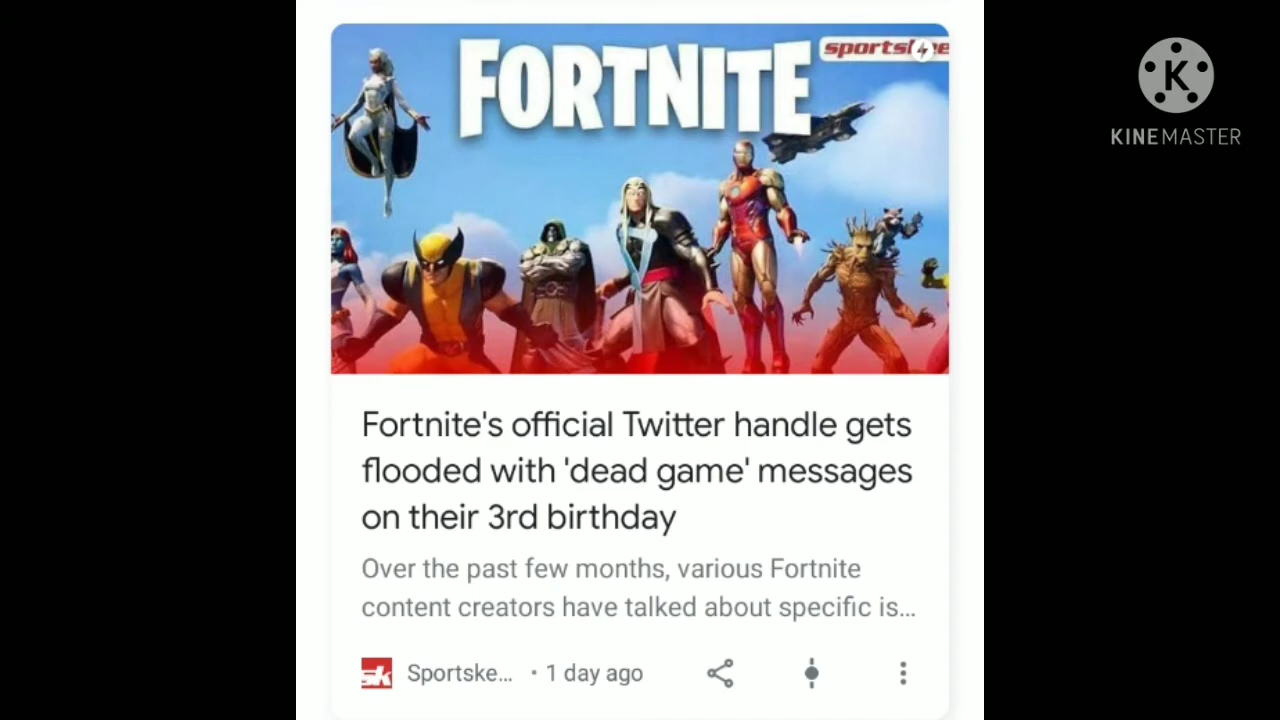 FORTNITE
KINEMASTER
Fortnite's official Twitter handle gets
flooded with 'dead game' messages
on their 3rd birthday
Over the past few months, various Fortnite
content creators have talked about specific is...
sk Sportske... · 1 day ago